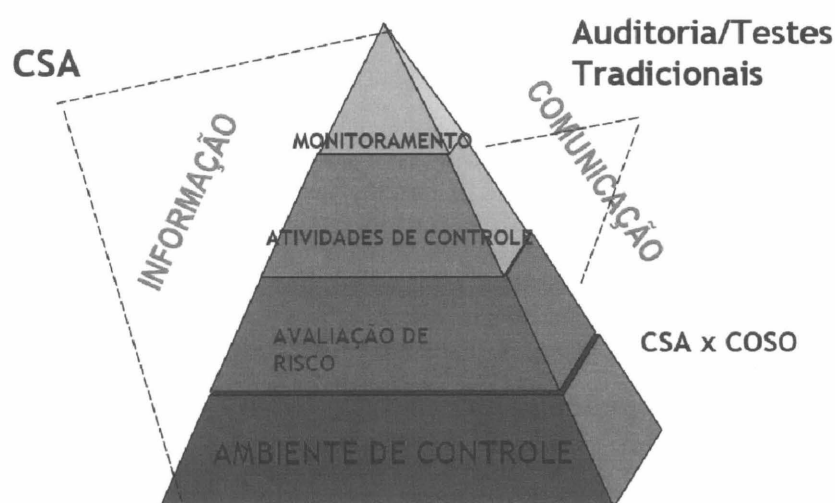 CSA
Auditoria/Testes
Tradicionais
INFORMAÇÃO
COMUNICAÇÃO
MONITORAMENTO
ATIVIDADES DE CONTROLE
AVALIAÇÃO DE
RISCO
CSA x COSO
AMBIENTE DE CONTROLE